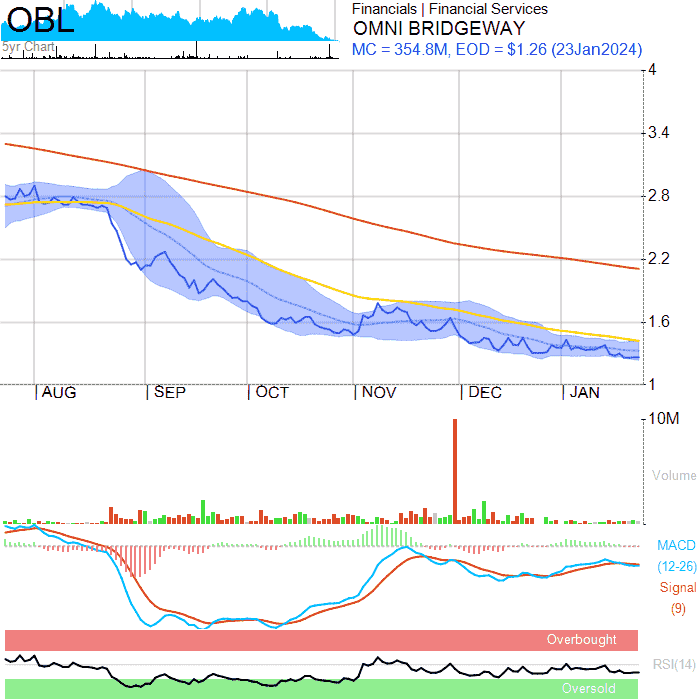 OBL
5yr Chart
Financials | Financial Services
OMNI BRIDGEWAY
MC = 354.8M, EOD = $1.26 (23Jan2024)
4
3.4
2.8
2.2
1.6
1
| AUG | SEP | OCT | NOV | DEC | JAN
10M
Volume
MACD
(12-26)
Signal
(9)
Overbought
RSI(14)
Oversold